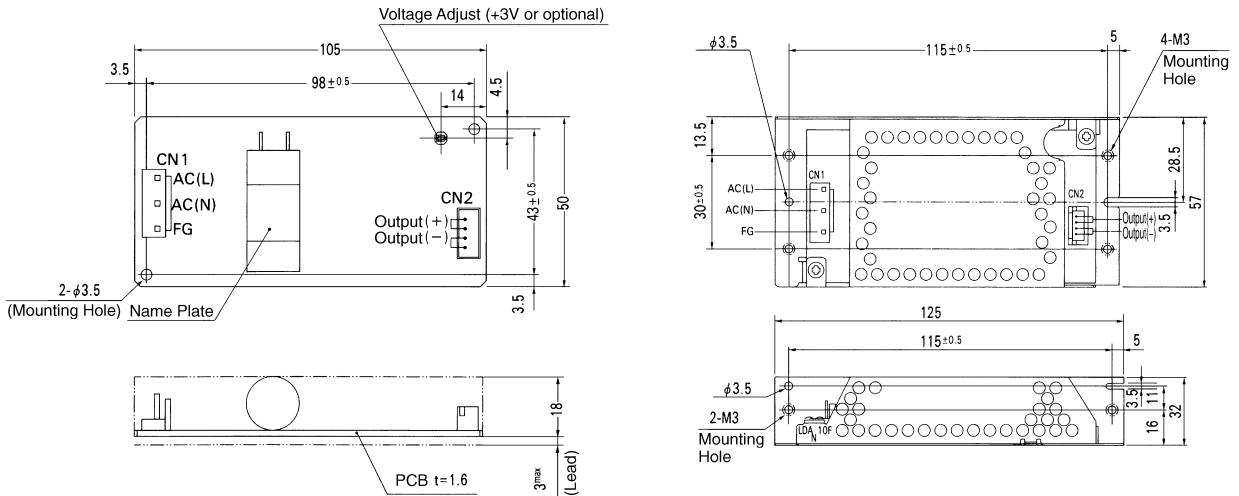 Voltage Adjust (+3V or optional)
105
3.5
98±0.5
14
4.5
CN1
AC(L)
AC(N)
FG
CN2
Output(+)
Output(−)
43±0.5
50
3.5
2-φ3.5
(Mounting Hole)
Name Plate
18
PCB t=1.6
3max
(Lead)
φ3.5
115±0.5
5
4-M3
Mounting
Hole
13.5
30±0.5
CN1
AC(L)
AC(N)
FG
CN2
Output(+)
Output(−)
28.5
57
3.5
125
115±0.5
5
φ3.5
2-M3
Mounting
Hole
LDA 10F
N
3.5
11
16
32